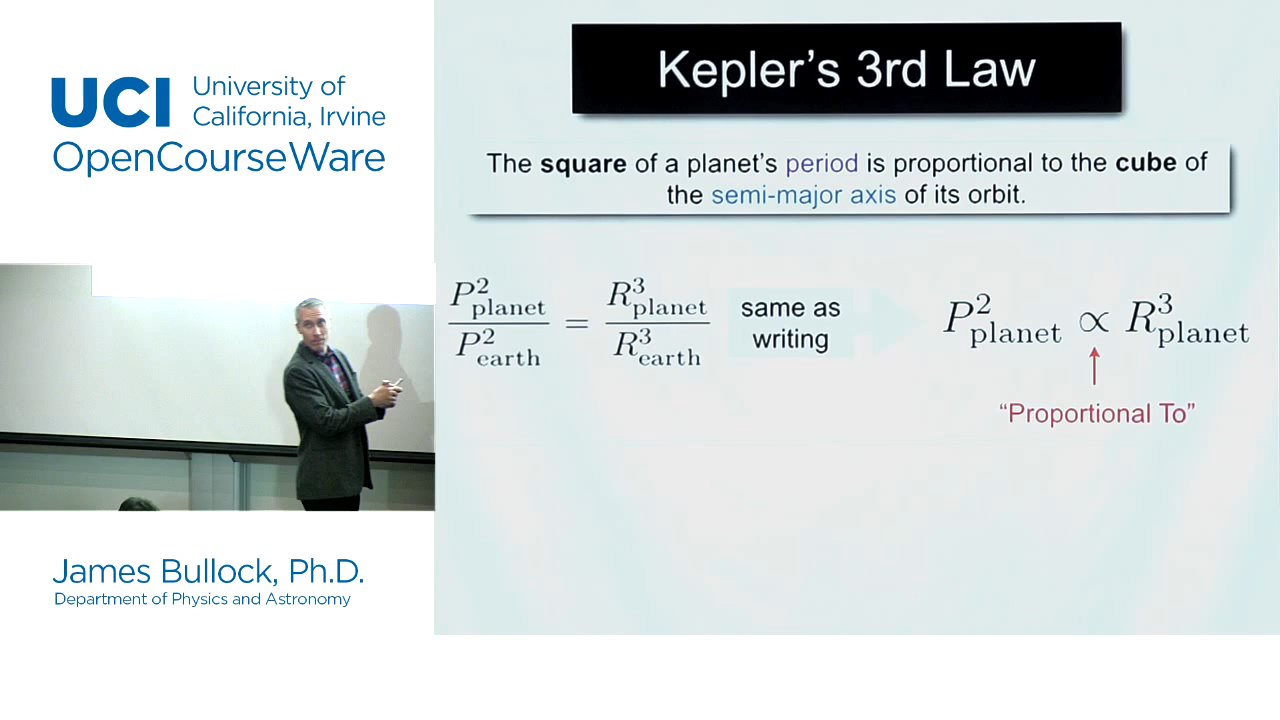 UCI University of
California, Irvine
OpenCourseWare
Kepler's 3rd Law
The square of a planet's period is proportional to the cube of
the semi-major axis of its orbit.
P²planet / P²earth = R³planet / R³earth
same as
writing
P²planet ∝ R³planet
“Proportional To”
James Bullock, Ph.D.
Department of Physics and Astronomy